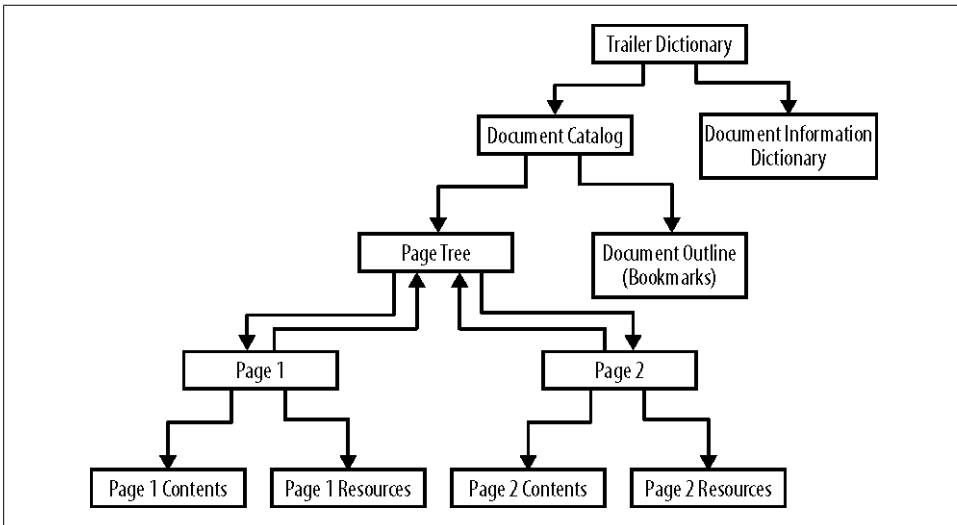 Trailer Dictionary
Document Catalog
Document Information
Dictionary
Page Tree
Document Outline
(Bookmarks)
Page 1
Page 2
Page 1 Contents
Page 1 Resources
Page 2 Contents
Page 2 Resources